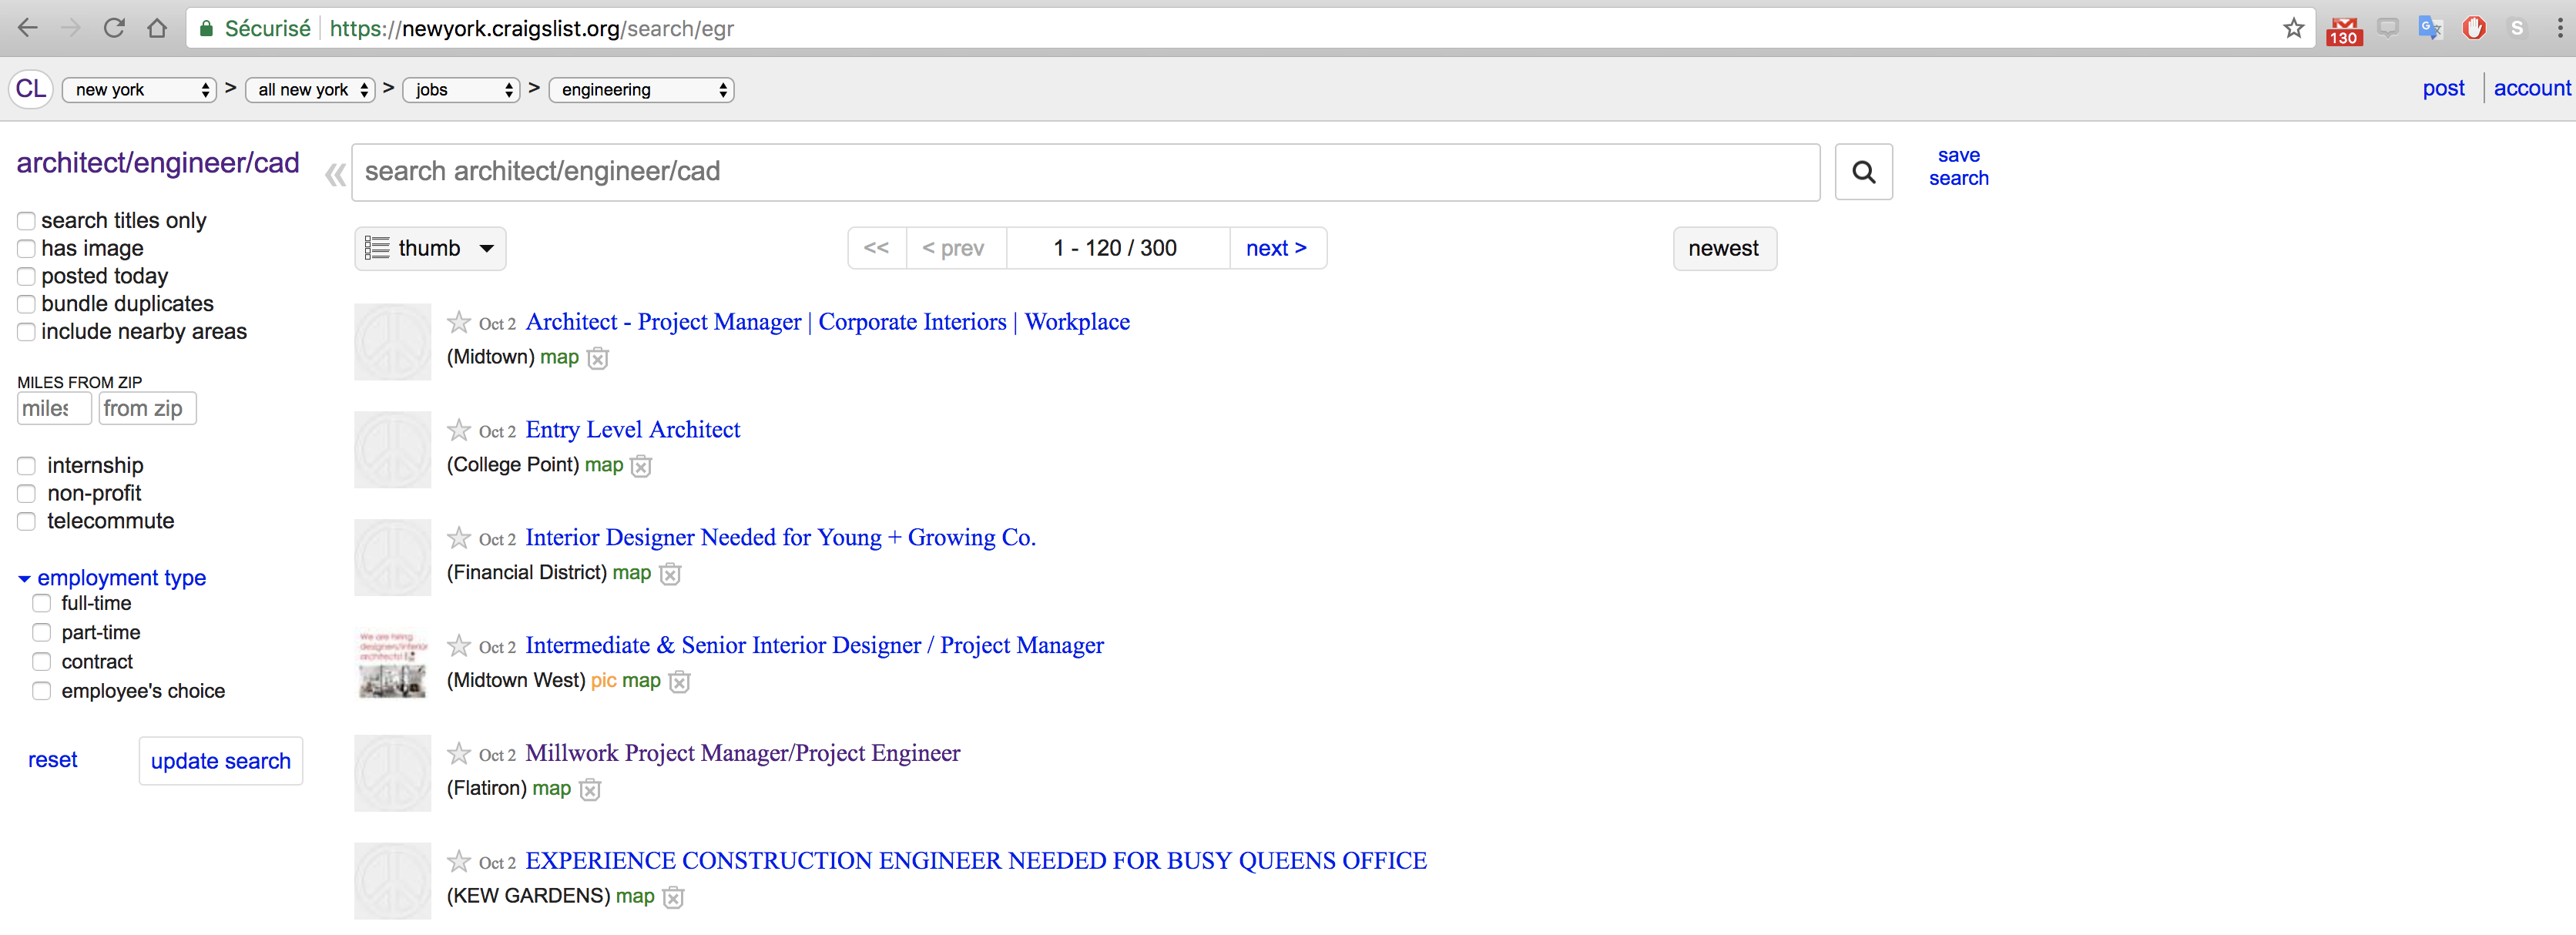 Sécurisé https://newyork.craigslist.org/search/egr
130
S
CL new york > all new york > jobs > engineering post account
architect/engineer/cad « search architect/engineer/cad save
search
search titles only
has image
posted today
bundle duplicates
include nearby areas
thumb << < prev 1 - 120 / 300 next > newest
MILES FROM ZIP
miles from zip
internship
non-profit
telecommute
employment type
full-time
part-time
contract
employee's choice
reset update search
Oct 2 Architect - Project Manager | Corporate Interiors | Workplace
(Midtown) map
Oct 2 Entry Level Architect
(College Point) map
Oct 2 Interior Designer Needed for Young + Growing Co.
(Financial District) map
We are hiring
designers/interior
architects!
Oct 2 Intermediate & Senior Interior Designer / Project Manager
(Midtown West) pic map
Oct 2 Millwork Project Manager/Project Engineer
(Flatiron) map
Oct 2 EXPERIENCE CONSTRUCTION ENGINEER NEEDED FOR BUSY QUEENS OFFICE
(KEW GARDENS) map